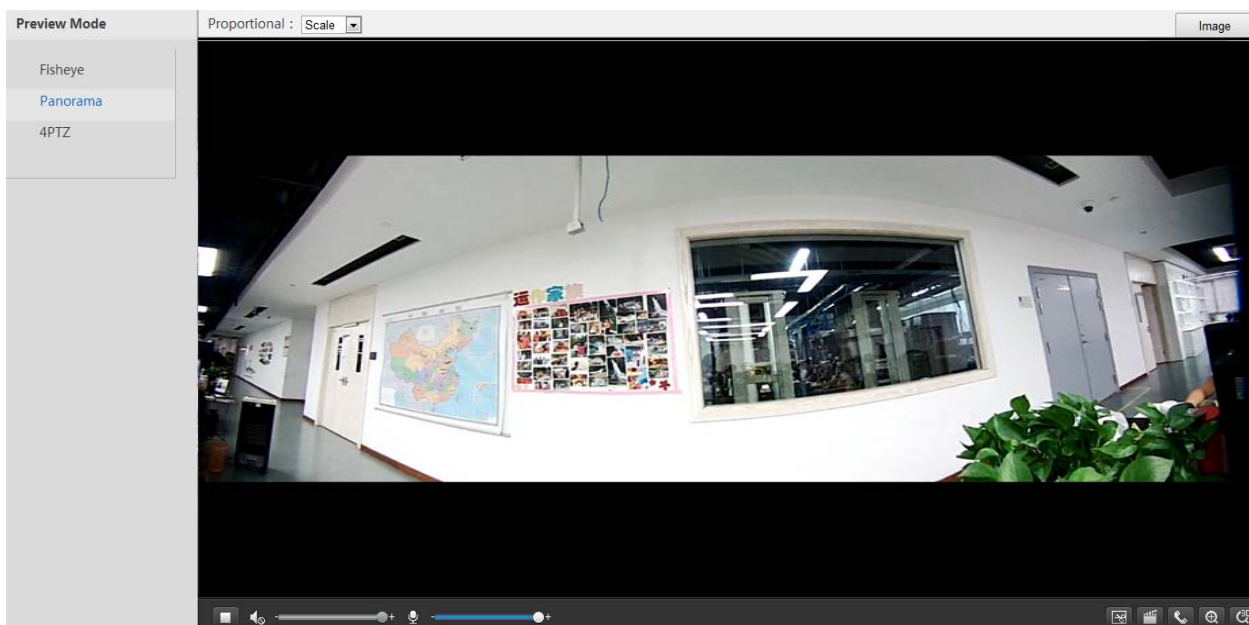 Preview Mode
Proportional : Scale
Image
Fisheye
Panorama
4PTZ
运作家族